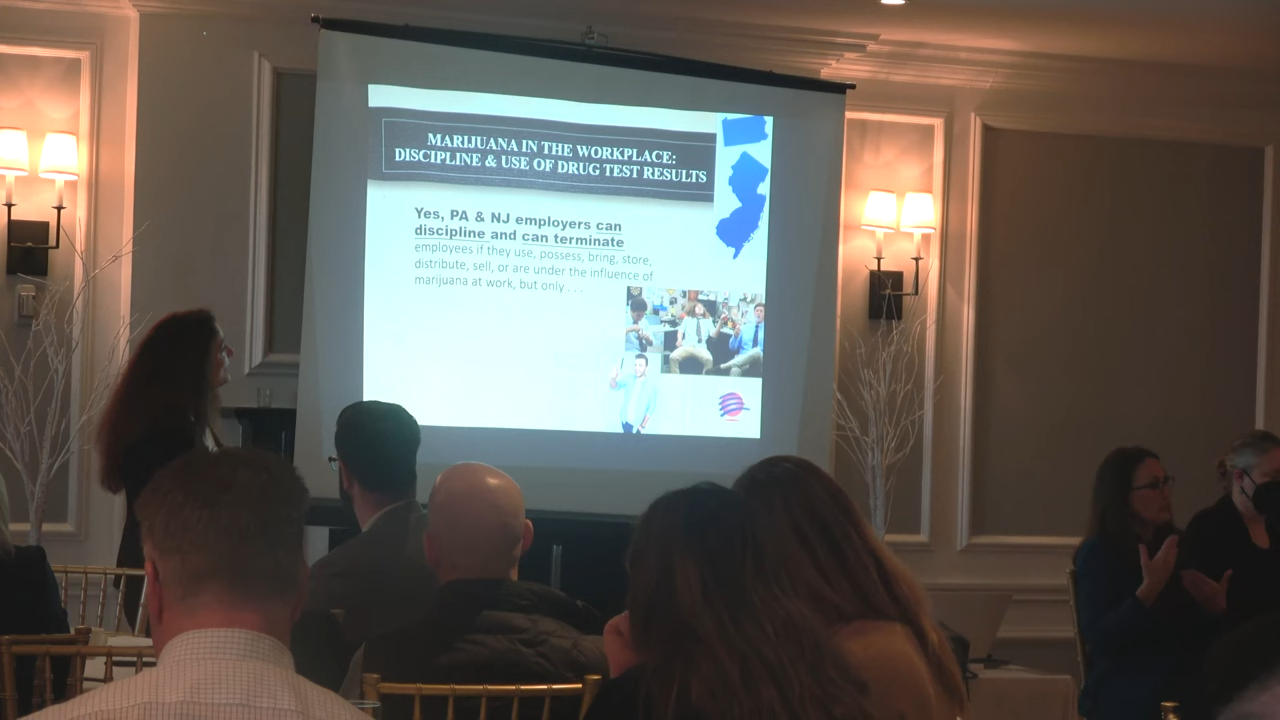 MARIJUANA IN THE WORKPLACE:
DISCIPLINE & USE OF DRUG TEST RESULTS
Yes, PA & NJ employers can
discipline and can terminate
employees if they use, possess, bring, store,
distribute, sell, or are under the influence of
marijuana at work, but only . . .